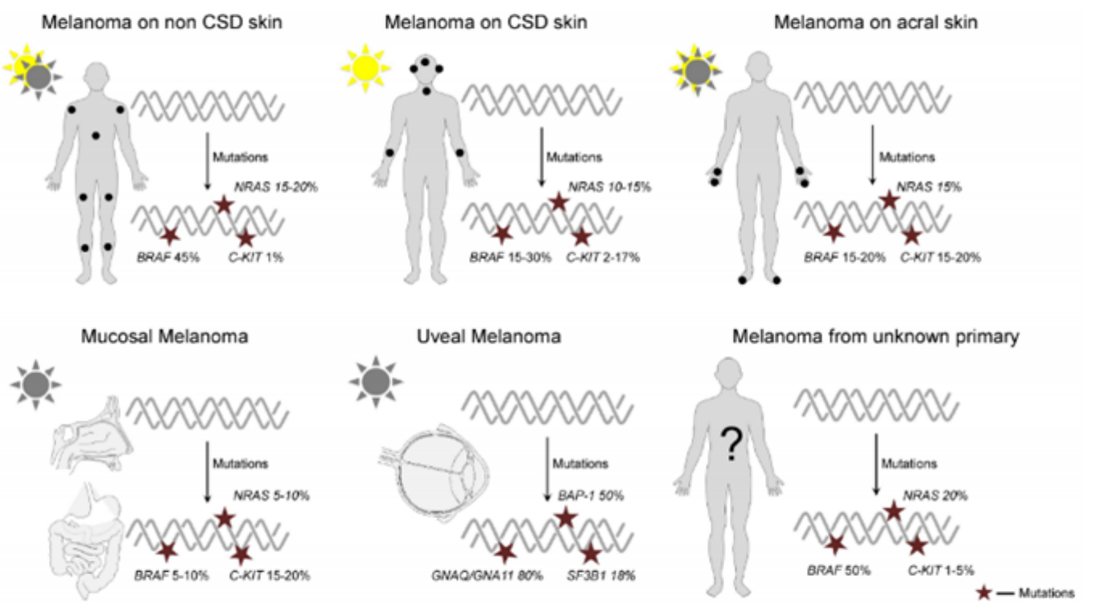 Melanoma on non CSD skin
Mutations
NRAS 15-20%
BRAF 45%
C-KIT 1%
Melanoma on CSD skin
Mutations
NRAS 10-15%
BRAF 15-30%
C-KIT 2-17%
Melanoma on acral skin
Mutations
NRAS 15%
BRAF 15-20%
C-KIT 15-20%
Mucosal Melanoma
Mutations
NRAS 5-10%
BRAF 5-10%
C-KIT 15-20%
Uveal Melanoma
Mutations
BAP-1 50%
GNAQ/GNA11 80%
SF3B1 18%
Melanoma from unknown primary
?
Mutations
NRAS 20%
BRAF 50%
C-KIT 1-5%
— Mutations